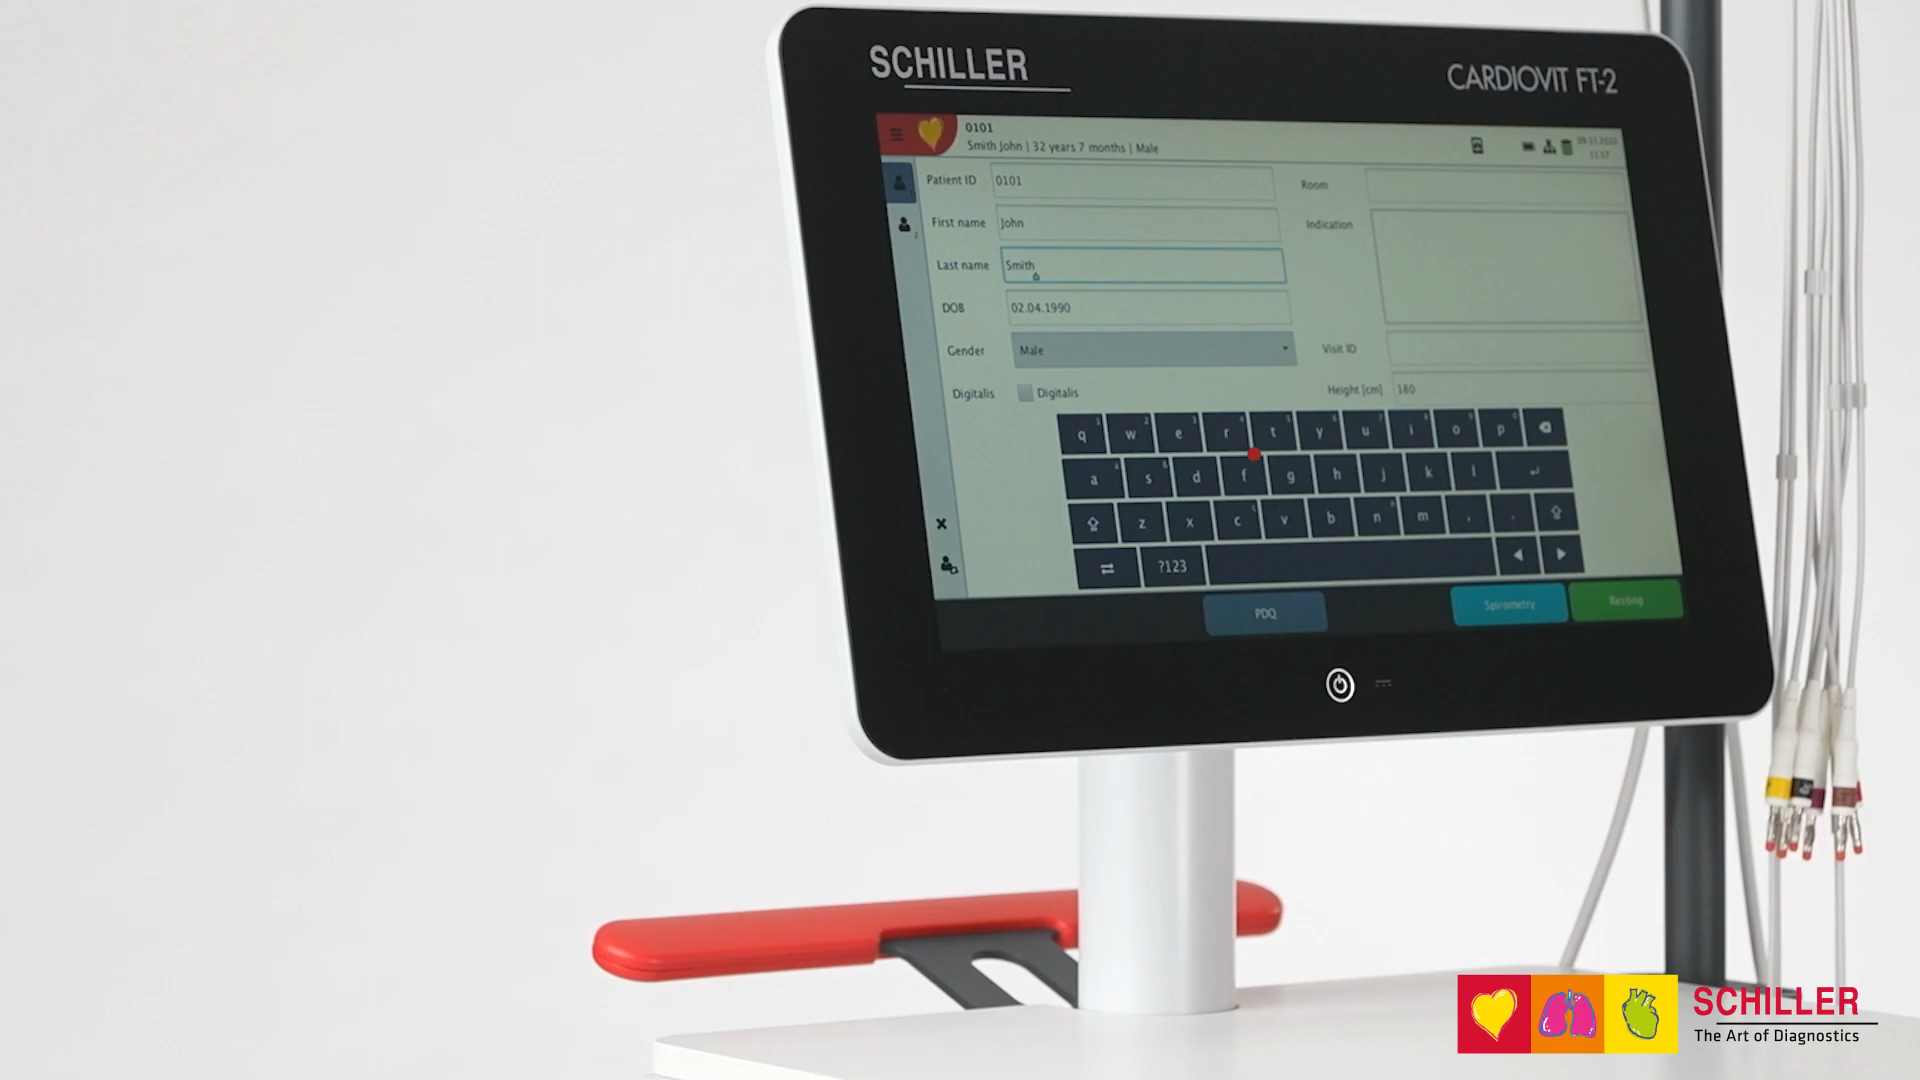 SCHILLER
CARDIOVIT FT-2
0101
Smith John | 32 years 7 months | Male
11:37
Patient ID 0101
Room
First name John
Indication
Last name Smith
DOB 02.04.1990
Gender Male
Visit ID
Digitalis Digitalis
Height [cm] 180
q w e r t y u i o p
a s d f g h j k l
z x c v b n m , .
?123
PDQ
Spirometry
Resting
SCHILLER
The Art of Diagnostics